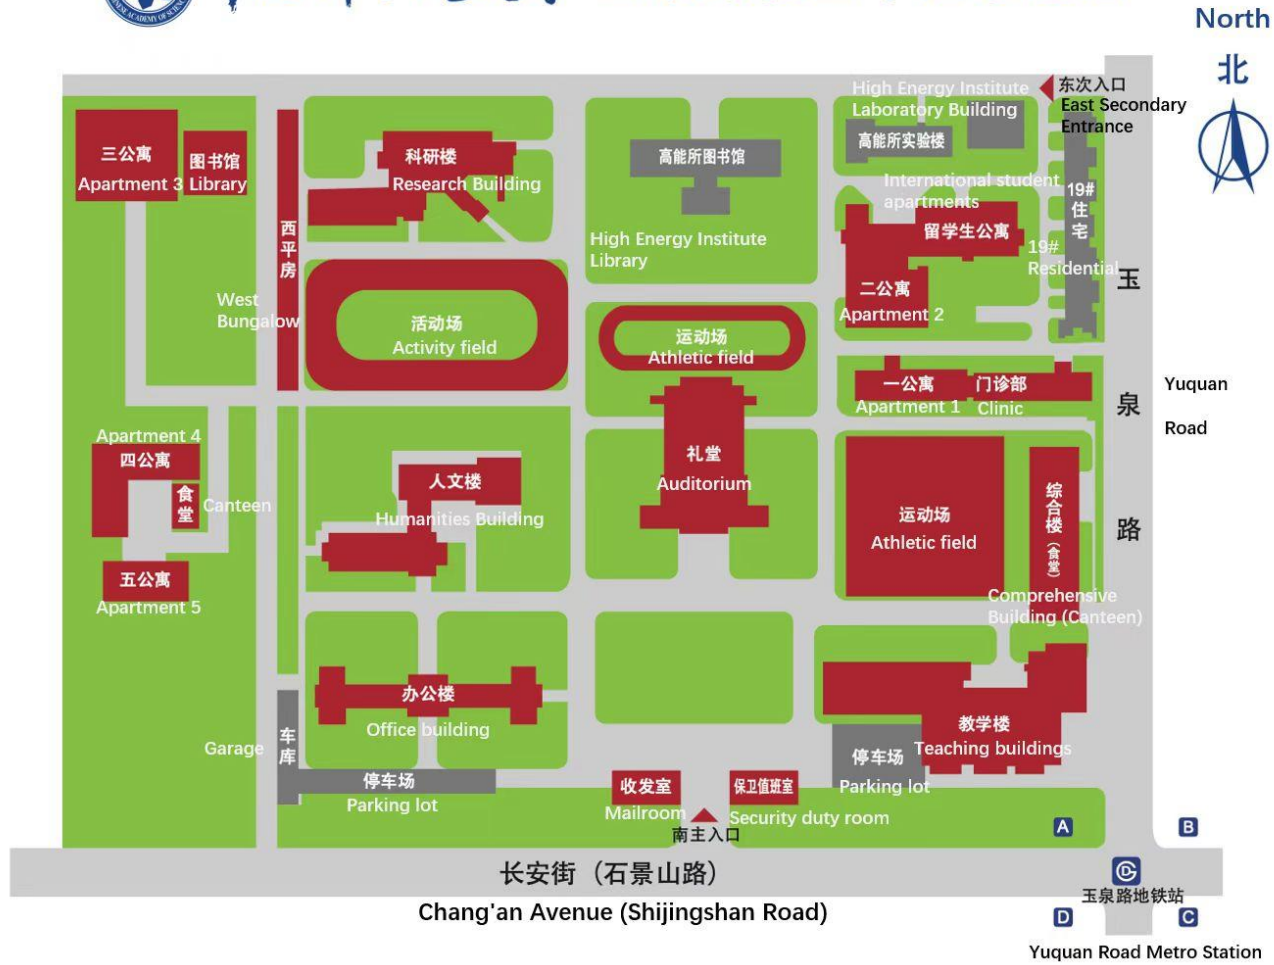 North
北
东次入口
East Secondary
Entrance
High Energy Institute
Laboratory Building
高能所实验楼
三公寓
Apartment 3
图书馆
Library
科研楼
Research Building
高能所图书馆
High Energy Institute
Library
International student
apartments
留学生公寓
19#
住
宅
19#
Residential
西
平
房
West
Bungalow
活动场
Activity field
运动场
Athletic field
二公寓
Apartment 2
一公寓
Apartment 1
门诊部
Clinic
玉
泉
路
Yuquan
Road
Apartment 4
四公寓
食
堂
Canteen
五公寓
Apartment 5
人文楼
Humanities Building
礼堂
Auditorium
运动场
Athletic field
综
合
楼
（食堂）
Comprehensive
Building (Canteen)
办公楼
Office building
教学楼
Teaching buildings
车
库
Garage
停车场
Parking lot
停车场
Parking lot
收发室
Mailroom
保卫值班室
Security duty room
南主入口
A
B
长安街（石景山路）
Chang'an Avenue (Shijingshan Road)
玉泉路地铁站
D
C
Yuquan Road Metro Station